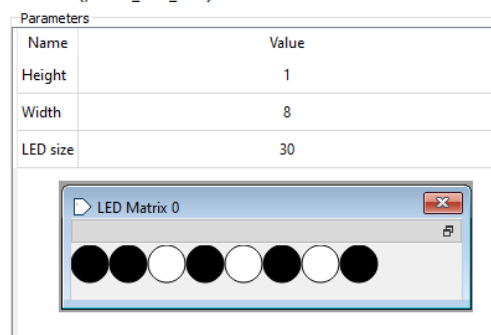 Parameters
Name Value
Height 1
Width 8
LED size 30
LED Matrix 0